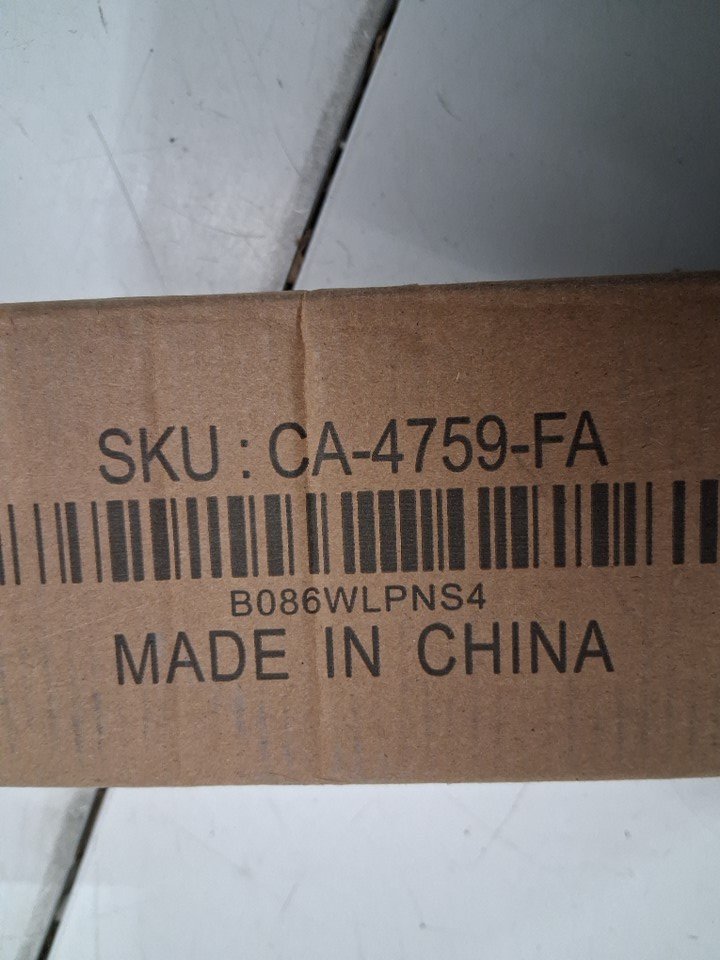 SKU : CA-4759-FA
B086WLPNS4
MADE IN CHINA